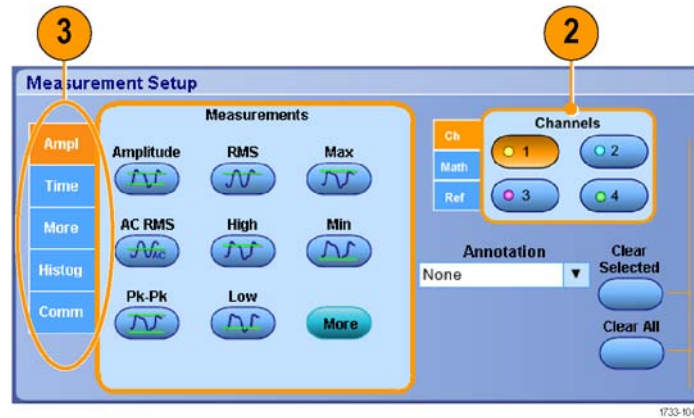 3
2
Measurement Setup
Ampl
Time
More
Histog
Comm
Measurements
Amplitude RMS Max
AC RMS High Min
AC
Pk-Pk Low More
Ch
Math
Ref
Channels
1 2
3 4
Annotation
None
Clear
Selected
Clear All